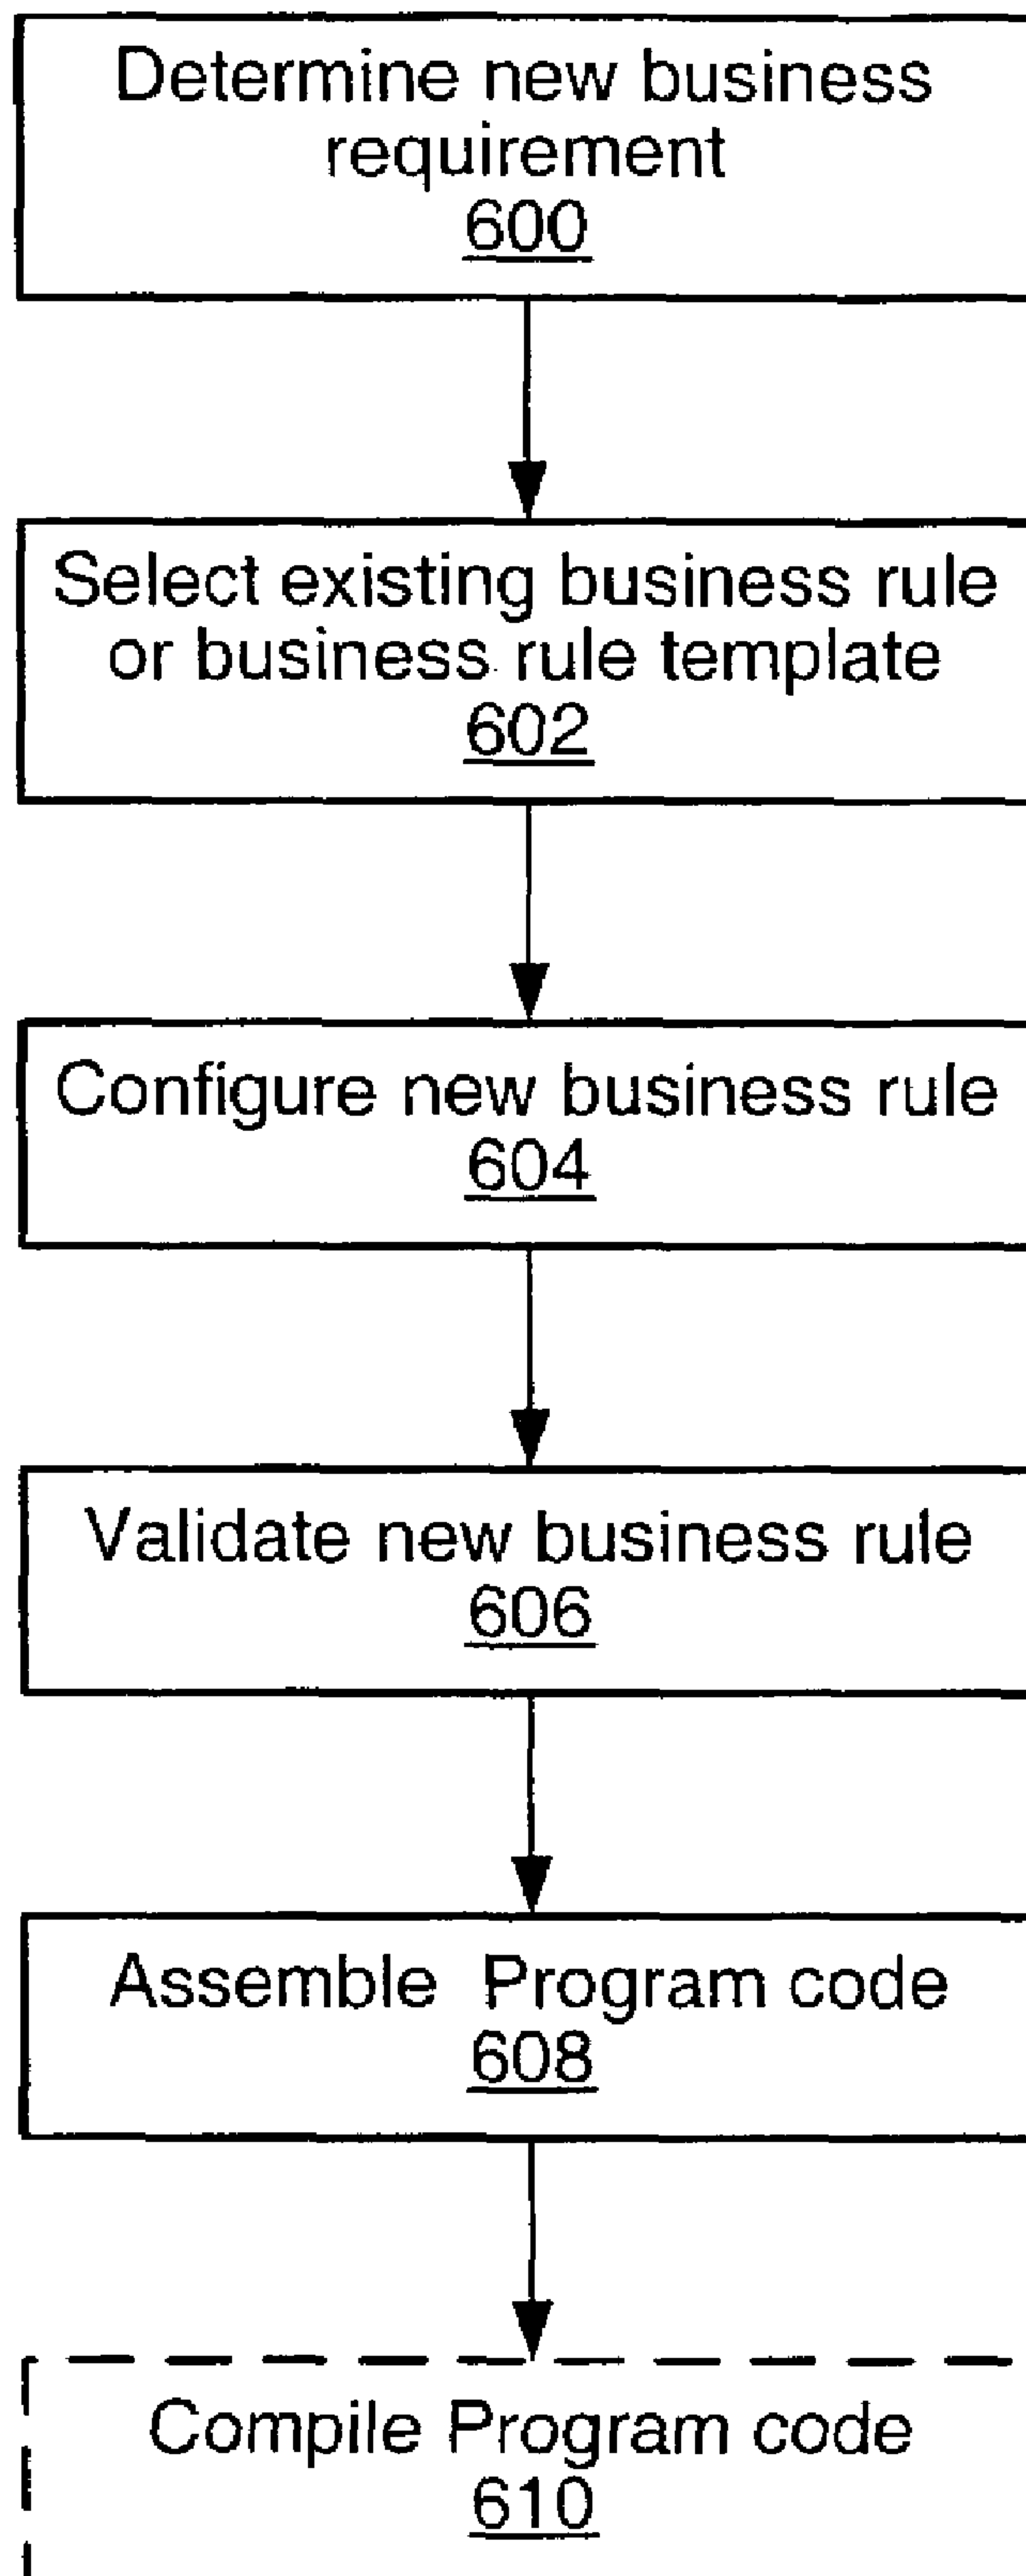 Determine new business
requirement
600
Select existing business rule
or business rule template
602
Configure new business rule
604
Validate new business rule
606
Assemble Program code
608
Compile Program code
610